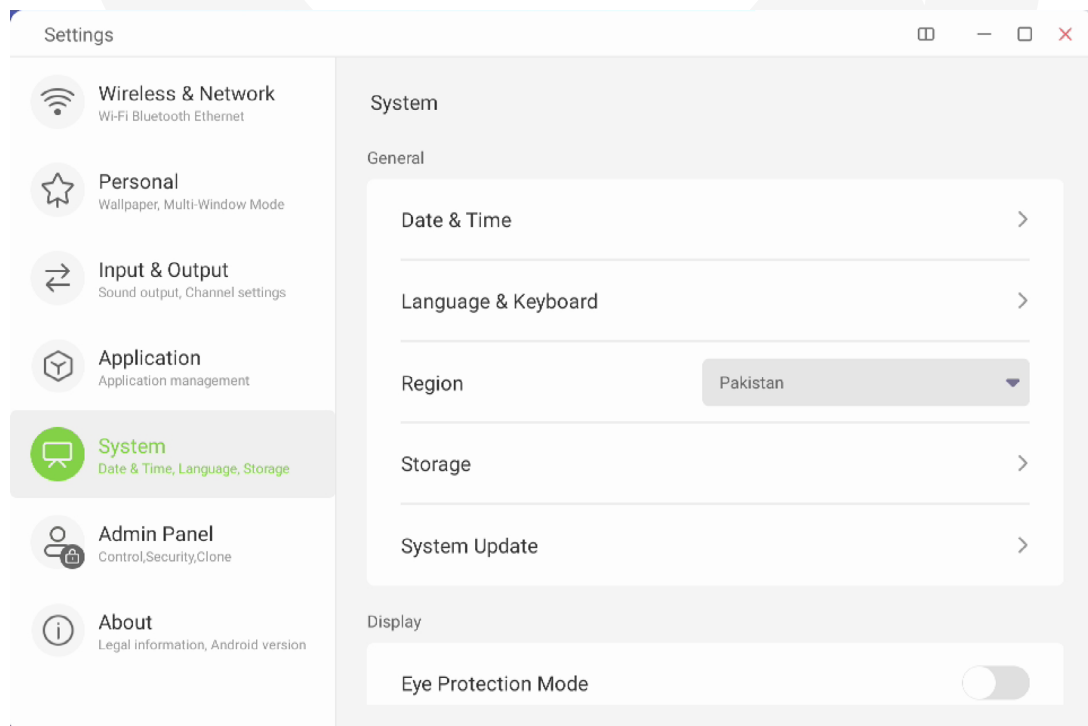 Settings
Wireless & Network
Wi-Fi Bluetooth Ethernet
Personal
Wallpaper, Multi-Window Mode
Input & Output
Sound output, Channel settings
Application
Application management
System
Date & Time, Language, Storage
Admin Panel
Control,Security,Clone
About
Legal information, Android version
System
General
Date & Time
Language & Keyboard
Region
Pakistan
Storage
System Update
Display
Eye Protection Mode